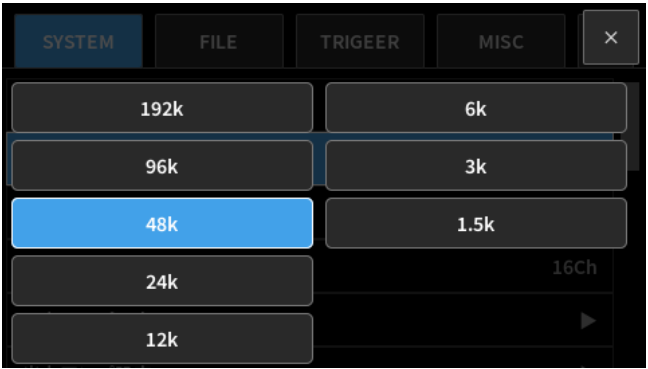 SYSTEM FILE TRIGEER MISC ×
192k 6k
96k 3k
48k 1.5k
24k
16Ch
12k